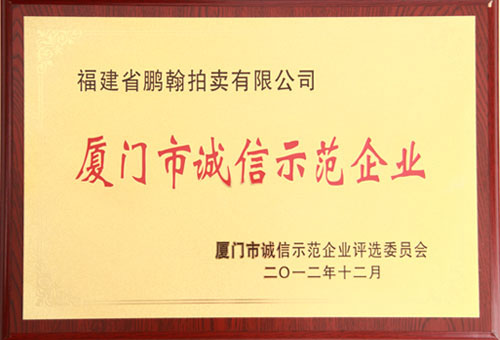 福建省鹏翰拍卖有限公司
厦门市诚信示范企业
厦门市诚信示范企业评选委员会
二〇一二年十二月